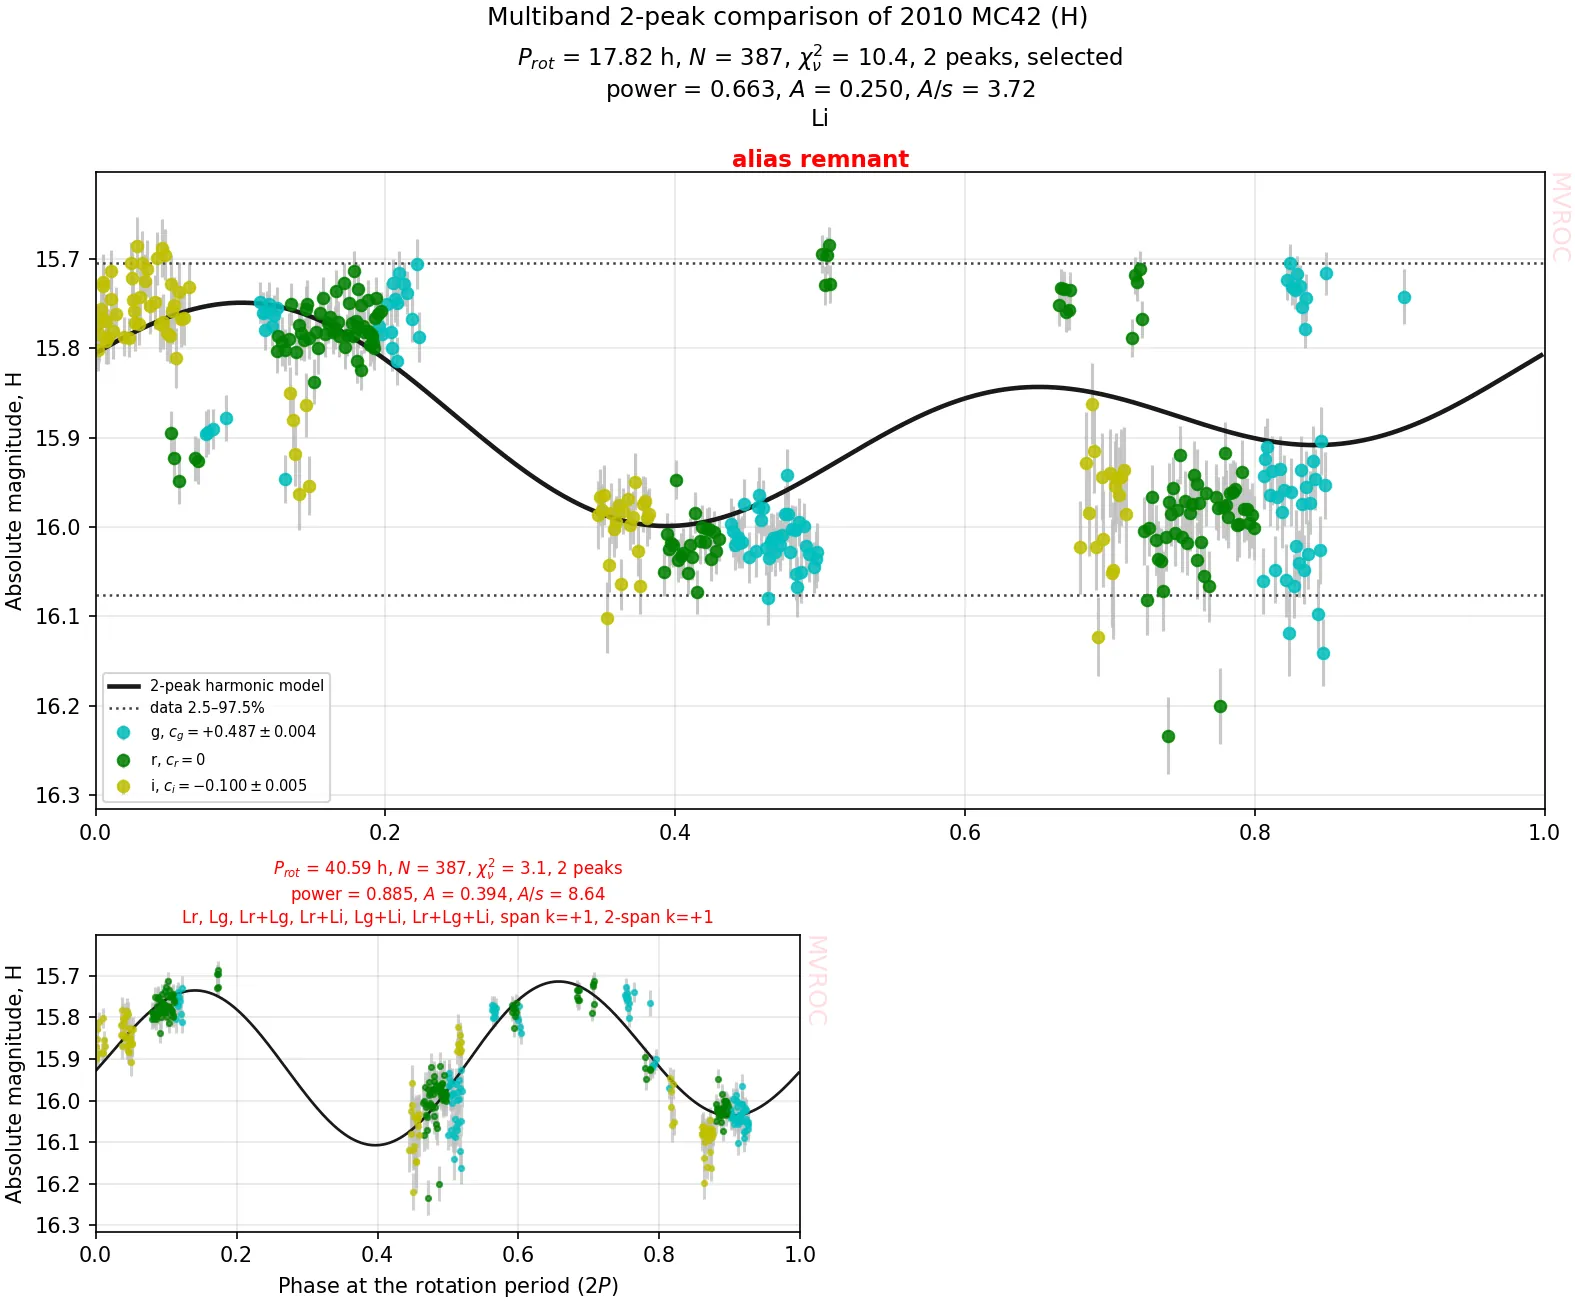 Multiband 2-peak comparison of 2010 MC42 (H)
P_rot = 17.82 h, N = 387, χ²_ν = 10.4, 2 peaks, selected
power = 0.663, A = 0.250, A/s = 3.72
Li
alias remnant
MVROC
Absolute magnitude, H
15.7
15.8
15.9
16.0
16.1
16.2
16.3
2-peak harmonic model
data 2.5–97.5%
g, c_g = +0.487 ± 0.004
r, c_r = 0
i, c_i = −0.100 ± 0.005
0.0 0.2 0.4 0.6 0.8 1.0
P_rot = 40.59 h, N = 387, χ²_ν = 3.1, 2 peaks
power = 0.885, A = 0.394, A/s = 8.64
Lr, Lg, Lr+Lg, Lr+Li, Lg+Li, Lr+Lg+Li, span k=+1, 2-span k=+1
MVROC
Absolute magnitude, H
15.7
15.8
15.9
16.0
16.1
16.2
16.3
0.0 0.2 0.4 0.6 0.8 1.0
Phase at the rotation period (2P)